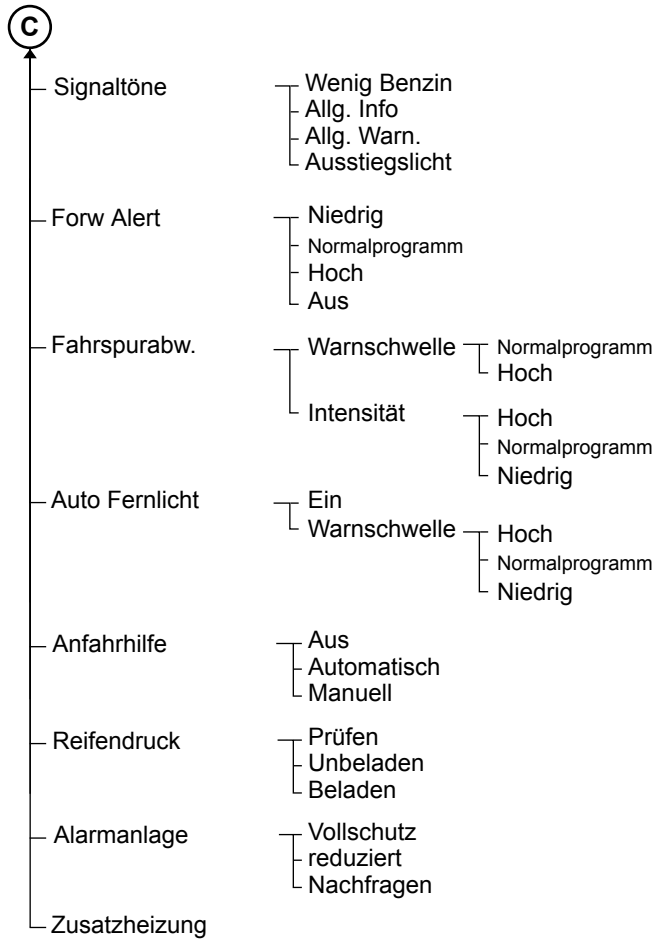 C
Signaltöne
Wenig Benzin
Allg. Info
Allg. Warn.
Ausstiegslicht
Forw Alert
Niedrig
Normalprogramm
Hoch
Aus
Fahrspurabw.
Warnschwelle
Normalprogramm
Hoch
Intensität
Hoch
Normalprogramm
Niedrig
Auto Fernlicht
Ein
Warnschwelle
Hoch
Normalprogramm
Niedrig
Anfahrhilfe
Aus
Automatisch
Manuell
Reifendruck
Prüfen
Unbeladen
Beladen
Alarmanlage
Vollschutz
reduziert
Nachfragen
Zusatzheizung